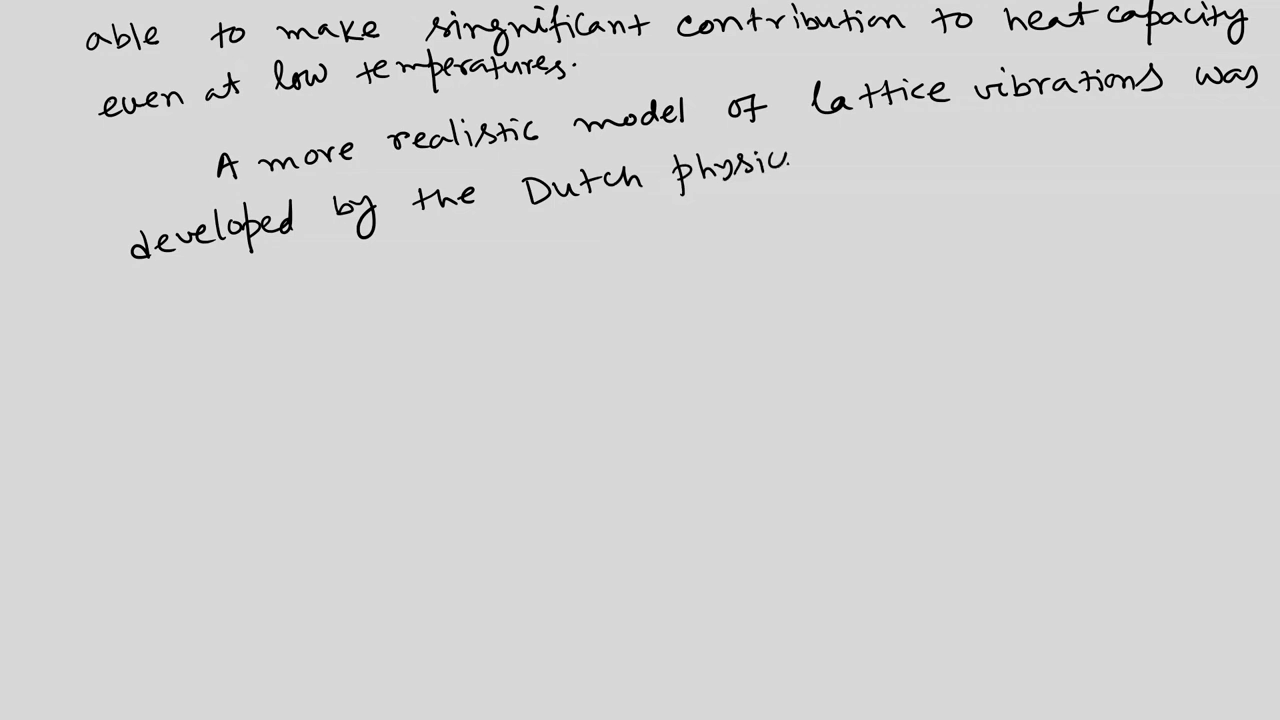 able to make singnificant contribution to heat capacity
even at low temperatures.
A more realistic model of lattice vibrations was
developed by the Dutch physic